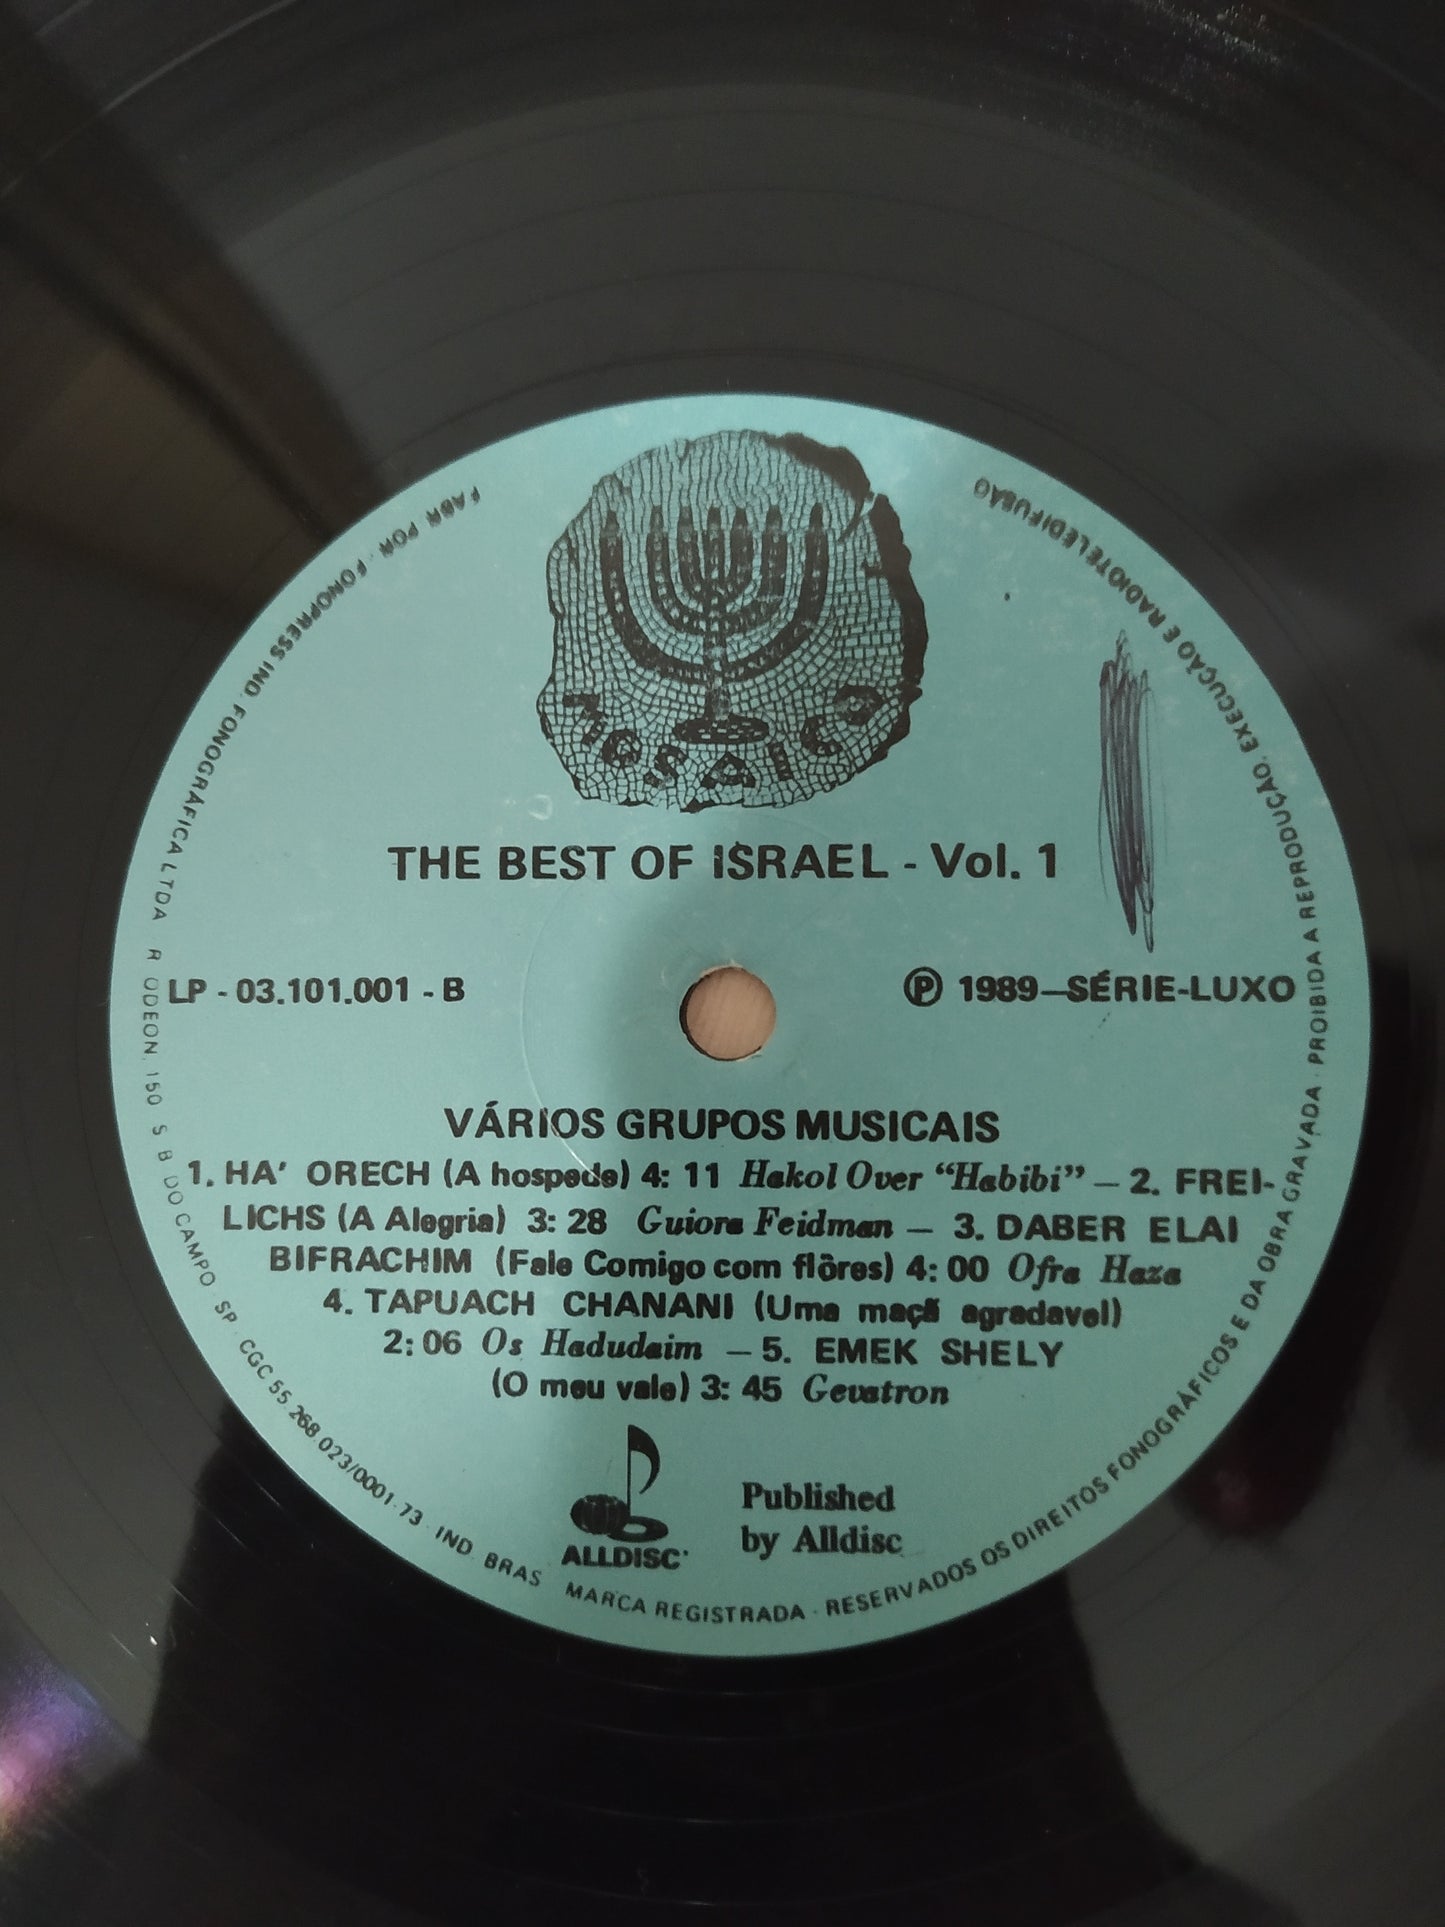 MOSAICO
THE BEST OF ISRAEL - Vol. 1
LP - 03.101.001 - B
Ⓟ 1989—SÉRIE-LUXO
VÁRIOS GRUPOS MUSICAIS
1. HA' ORECH (A hospede) 4: 11 Hakol Over “Habibi” — 2. FREI-
LICHS (A Alegria) 3: 28 Guiora Feidman — 3. DABER ELAI
BIFRACHIM (Fale Comigo com flôres) 4: 00 Ofra Haza
4. TAPUACH CHANANI (Uma maçã agradavel)
2: 06 Os Hadudaim — 5. EMEK SHELY
(O meu vale) 3: 45 Gevatron
ALLDISC
Published
by Alldisc
FABR POR · FONOPRESS IND. FONOGRÁFICA LTDA R ODEON, 150 S B DO CAMPO · SP · CGC 55.268.023/0001-73 · IND BRAS MARCA REGISTRADA · RESERVADOS OS DIREITOS FONOGRÁFICOS E DA OBRA GRAVADA · PROIBIDA A REPRODUÇÃO, EXECUÇÃO E RADIOTELEDIFUSÃO